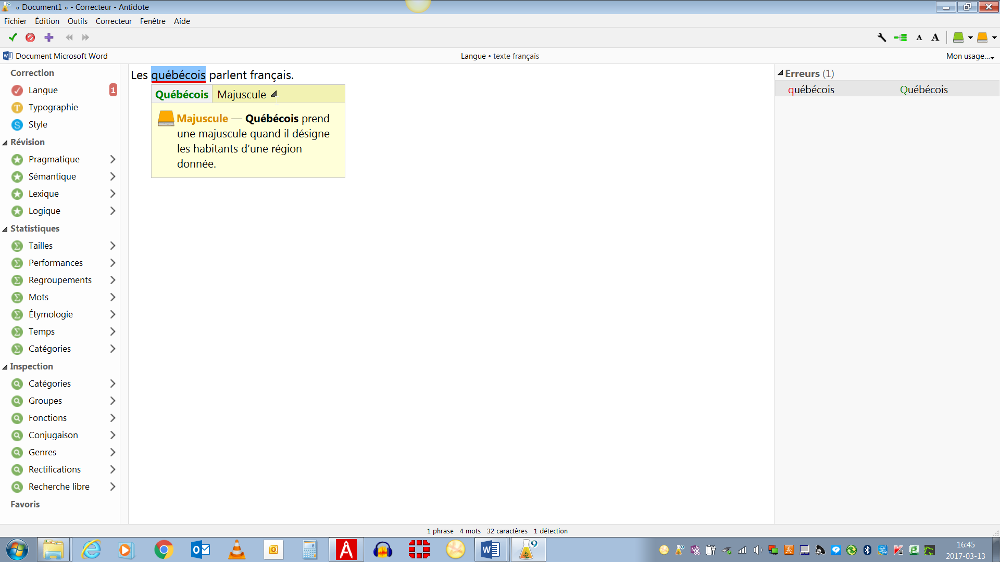 « Document1 » - Correcteur - Antidote
Fichier Édition Outils Correcteur Fenêtre Aide
A A
Document Microsoft Word
Langue • texte français
Mon usage...
Correction
Langue 1
Typographie
Style
Révision
Pragmatique
Sémantique
Lexique
Logique
Statistiques
Tailles
Performances
Regroupements
Mots
Étymologie
Temps
Catégories
Inspection
Catégories
Groupes
Fonctions
Conjugaison
Genres
Rectifications
Recherche libre
Favoris
Les québécois parlent français.
Québécois Majuscule
Majuscule — Québécois prend
une majuscule quand il désigne
les habitants d’une région
donnée.
Erreurs (1)
québécois Québécois
1 phrase 4 mots 32 caractères 1 détection
16:45
2017-03-13